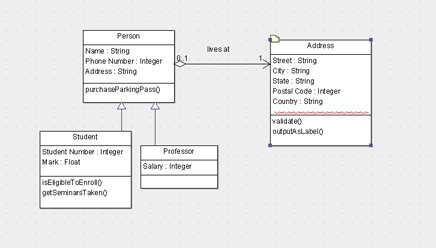 Person
Name : String
Phone Number : Integer
Address : String
purchaseParkingPass()
0..1
lives at
1
Address
Street : String
City : String
State : String
Postal Code : Integer
Country : String
validate()
outputAsLabel()
Student
Student Number : Integer
Mark : Float
isEligibleToEnroll()
getSeminarsTaken()
Professor
Salary : Integer